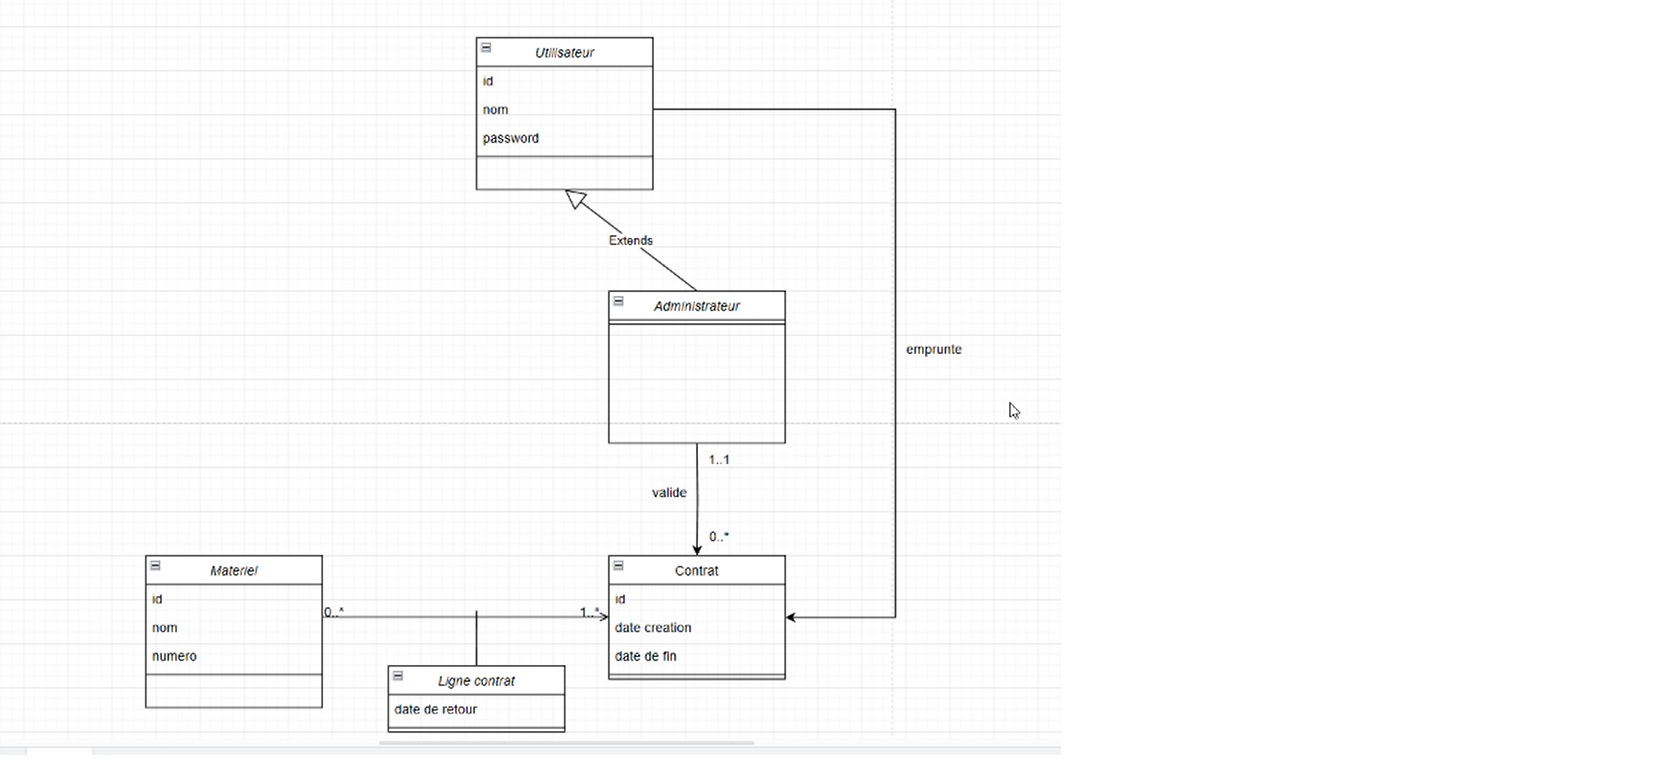 Utilisateur
id
nom
password
Extends
Administrateur
emprunte
1..1
valide
0..*
Materiel
id
nom
numero
0..*
1..*
Contrat
id
date creation
date de fin
Ligne contrat
date de retour